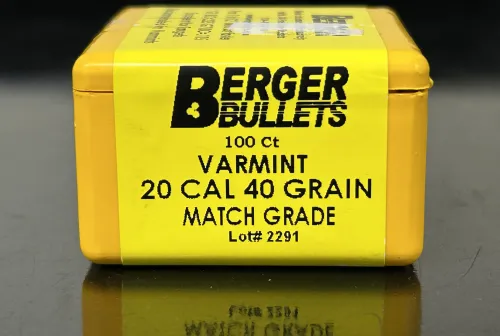 BERGER
BULLETS
100 Ct
VARMINT
20 CAL 40 GRAIN
MATCH GRADE
Lot# 2291